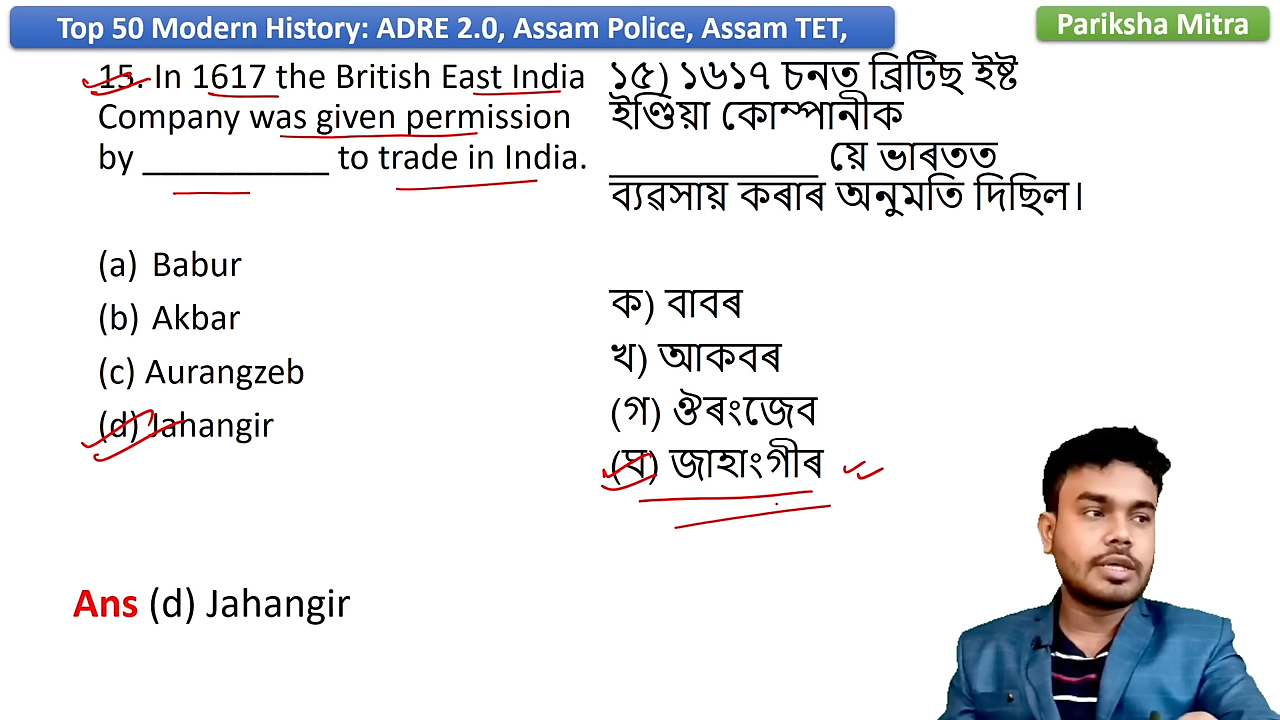 Top 50 Modern History: ADRE 2.0, Assam Police, Assam TET,
Pariksha Mitra
15. In 1617 the British East India
Company was given permission
by ___________ to trade in India.
(a) Babur
(b) Akbar
(c) Aurangzeb
(d) Jahangir
Ans (d) Jahangir
১৫) ১৬১৭ চনত ব্ৰিটিছ ইষ্ট
ইণ্ডিয়া কোম্পানীক
___________ য়ে ভাৰতত
ব্যৱসায় কৰাৰ অনুমতি দিছিল।
ক) বাবৰ
খ) আকবৰ
(গ) ঔৰংজেব
(ঘ) জাহাংগীৰ